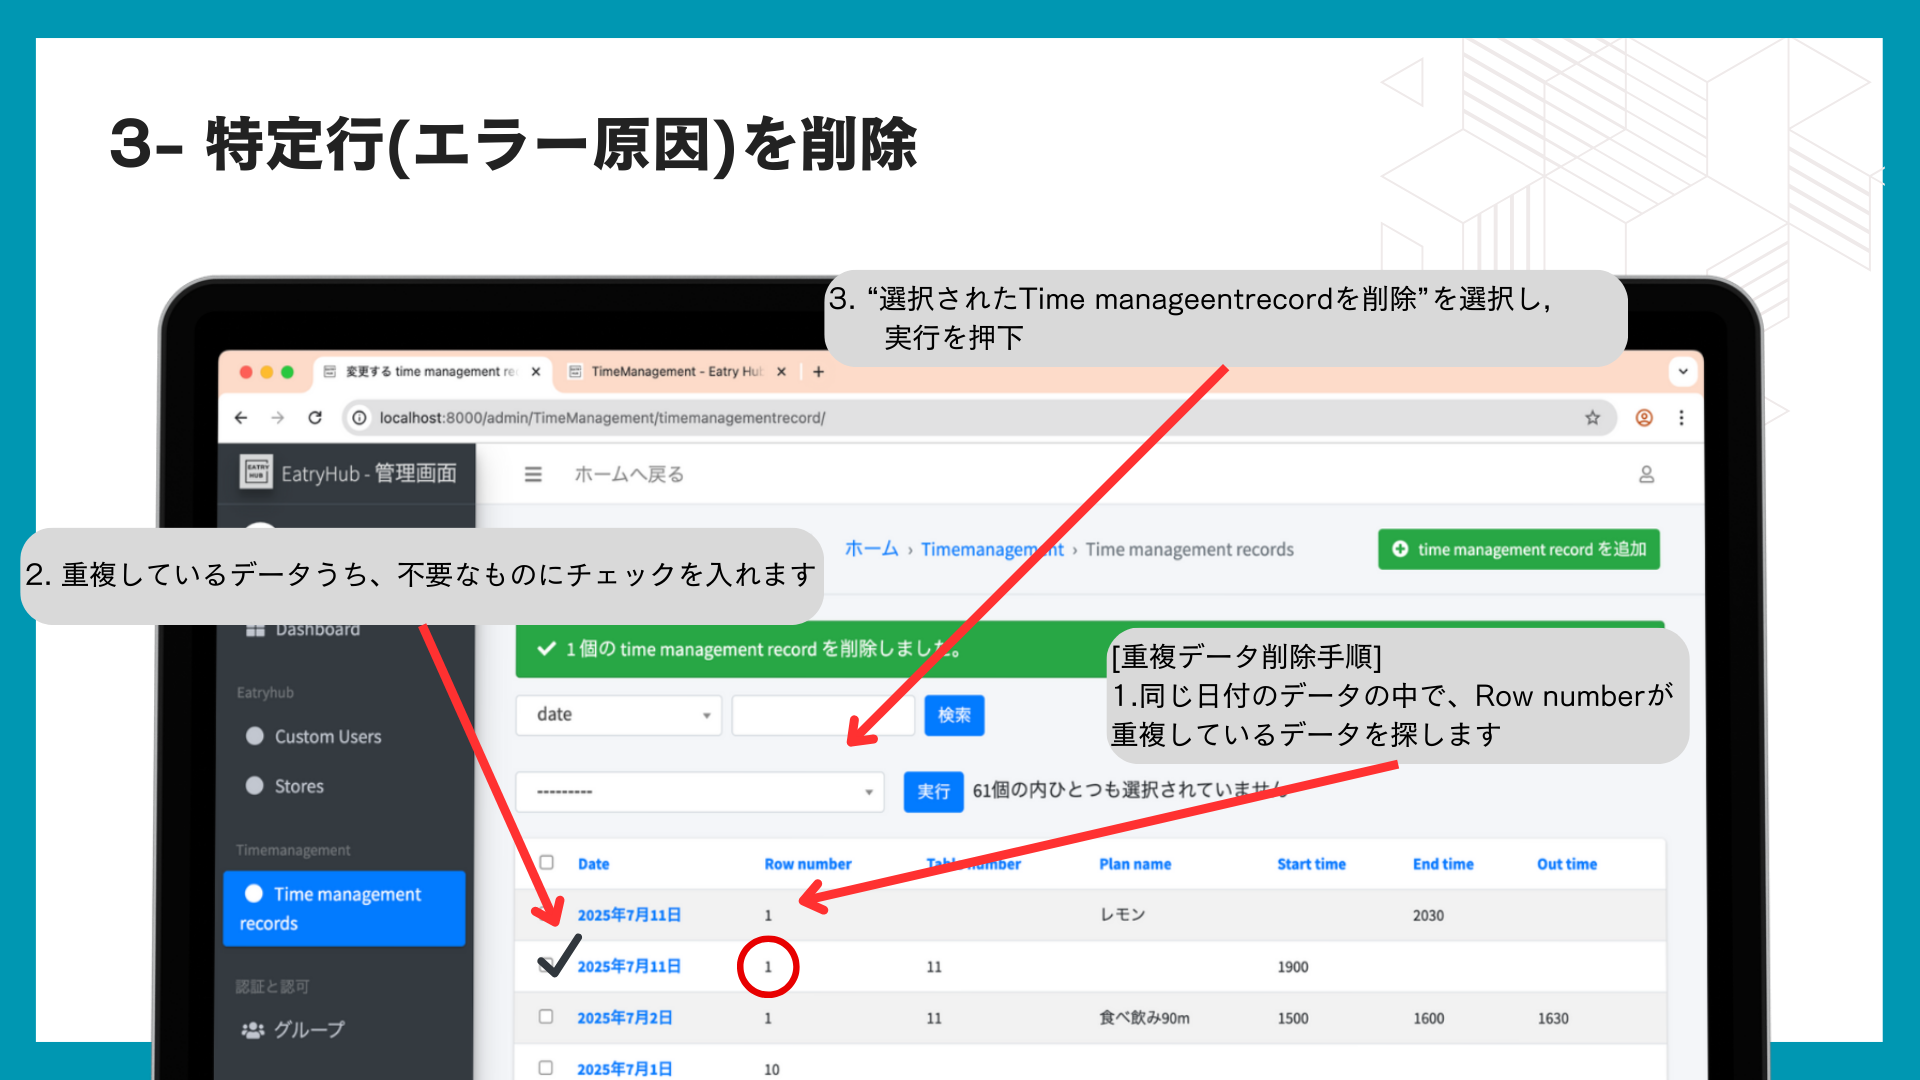 3- 特定行(エラー原因)を削除
3. “選択されたTime manageentrecordを削除”を選択し,
実行を押下
変更する time management re
TimeManagement - Eatry Hu
localhost:8000/admin/TimeManagement/timemanagementrecord/
EATRY
HUB
EatryHub - 管理画面
ホームへ戻る
2. 重複しているデータうち、不要なものにチェックを入れます
ホーム › Timemanagement › Time management records
time management record を追加
Dashboard
1 個の time management record を削除しました。
[重複データ削除手順]
1.同じ日付のデータの中で、Row numberが
重複しているデータを探します
Eatryhub
Custom Users
Stores
date
検索
---------
実行
61個の内ひとつも選択されていません
Timemanagement
Time management
records
認証と認可
グループ
Date Row number Table number Plan name Start time End time Out time
2025年7月11日 1 レモン 2030
2025年7月11日 1 11 1900
2025年7月2日 1 11 食べ飲み90m 1500 1600 1630
2025年7月1日 10